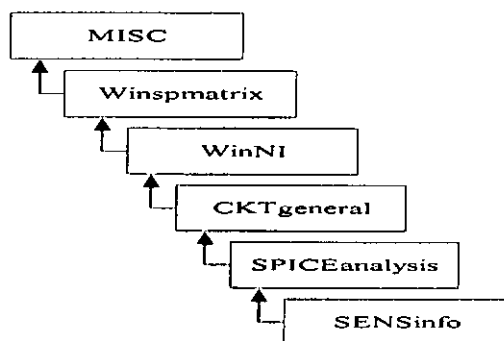 MISC
Winspmatrix
WinNI
CKTgeneral
SPICEanalysis
SENSinfo